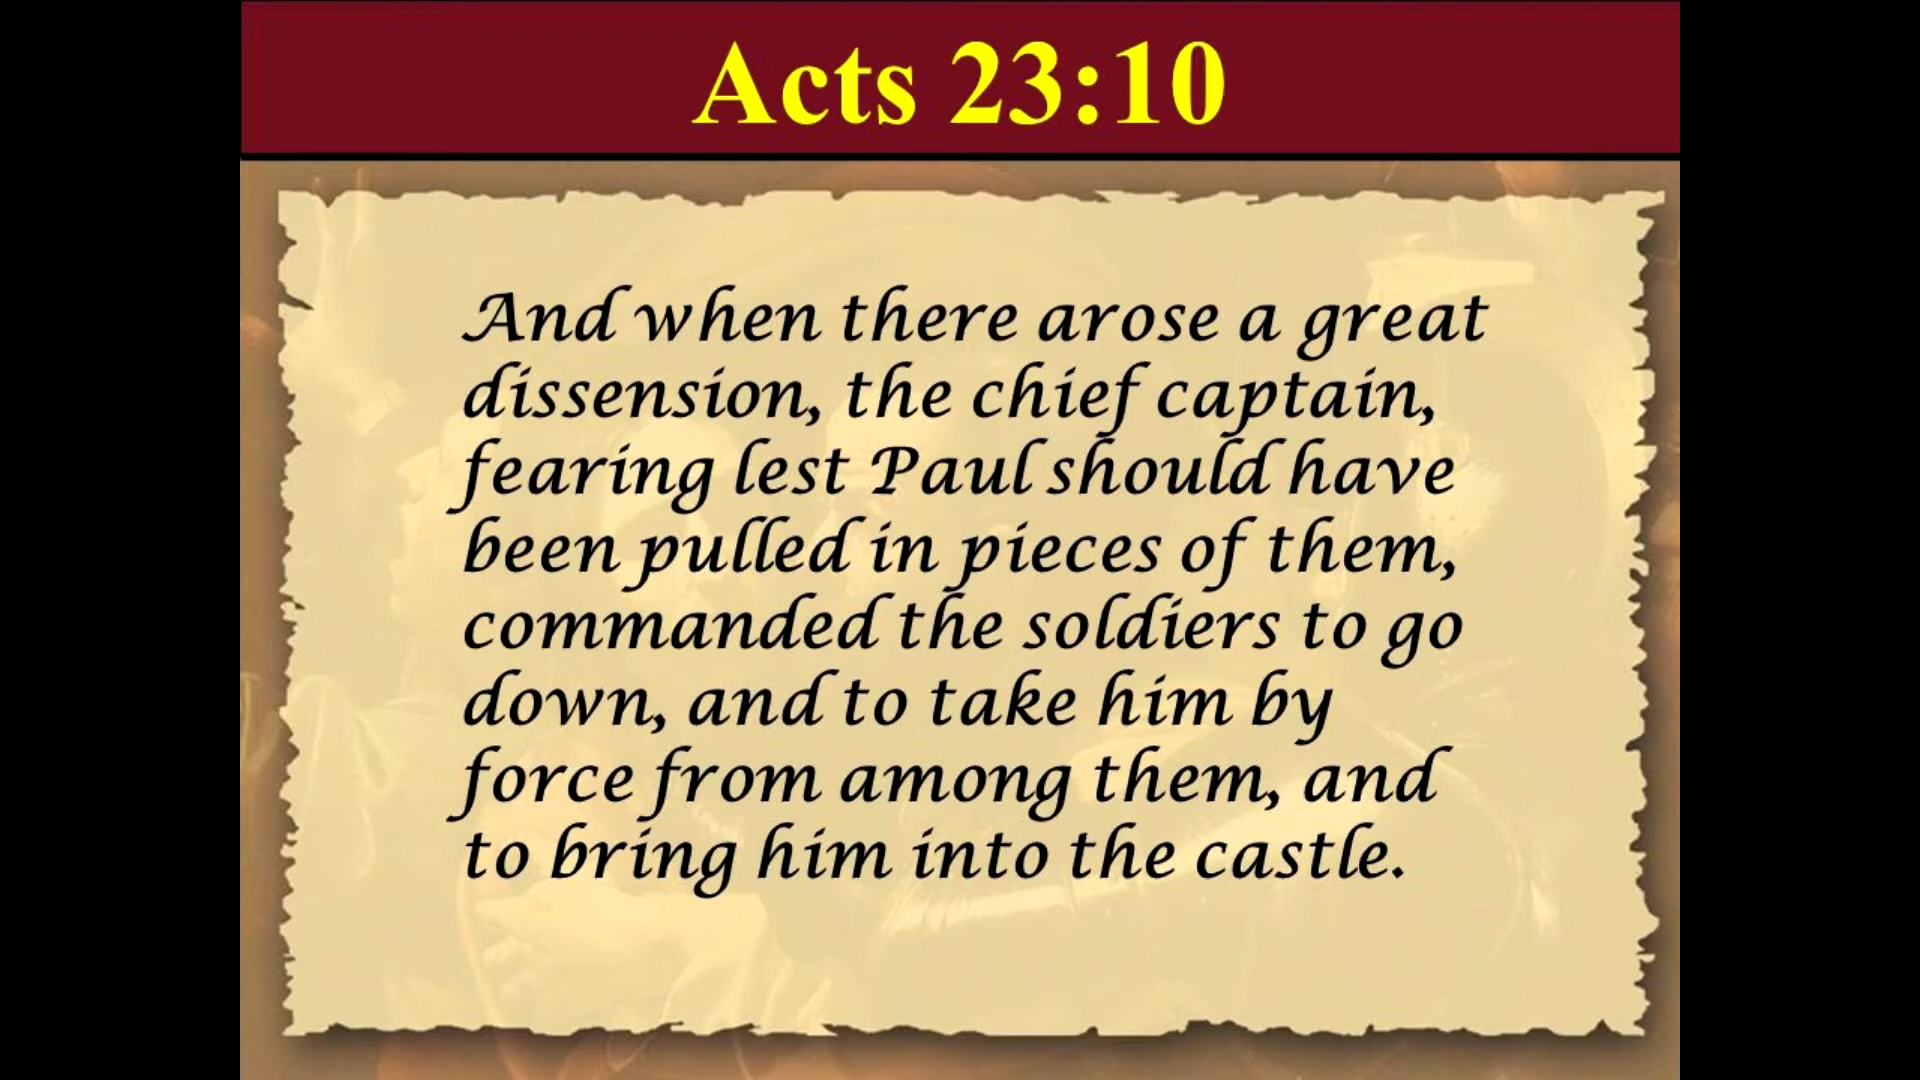 Acts 23:10
And when there arose a great
dissension, the chief captain,
fearing lest Paul should have
been pulled in pieces of them,
commanded the soldiers to go
down, and to take him by
force from among them, and
to bring him into the castle.